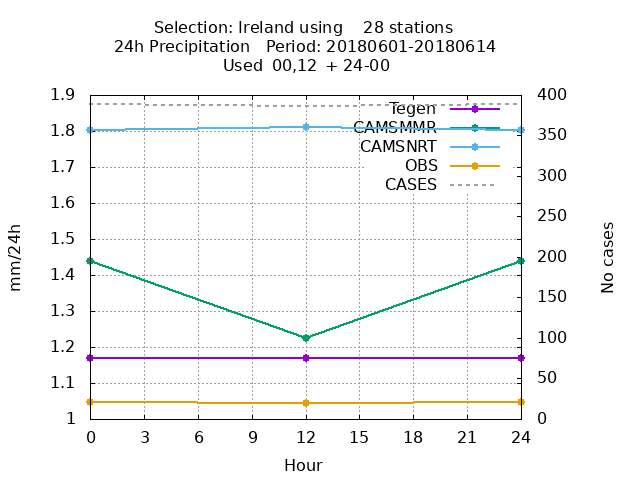 Selection: Ireland using    28 stations
24h Precipitation   Period: 20180601-20180614
Used  00,12  + 24-00
1.9
1.8
1.7
1.6
1.5
1.4
1.3
1.2
1.1
1
400
350
300
250
200
150
100
50
0
Tegen
CAMSMMR
CAMSNRT
OBS
CASES
mm/24h
No cases
0 3 6 9 12 15 18 21 24
Hour